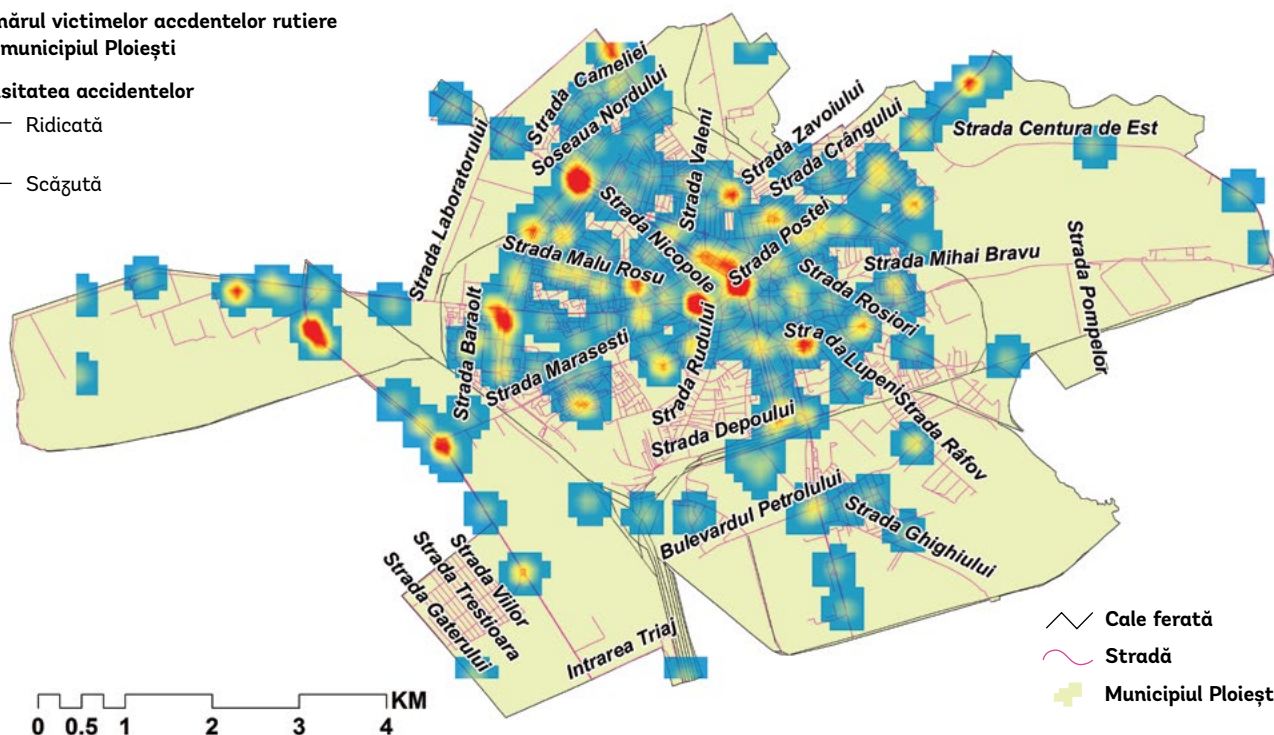 mărul victimelor accdentelor rutiere
municipiul Ploiești
nsitatea accidentelor
Ridicată
Scăzută
Strada Cameliei
Soseaua Nordului
Strada Laboratorului
Strada Valeni
Strada Zavoiului
Strada Crângului
Strada Centura de Est
Strada Nicopole
Strada Postei
Strada Malu Rosu
Strada Mihai Bravu
Strada Pompelor
Strada Rosiori
Strada Baraolt
Strada Marasesti
Strada Rudului
Strada Lupeni
Strada Depoului
Strada Râfov
Bulevardul Petrolului
Strada Ghighiului
Strada Viilor
Strada Trestioara
Strada Gaterului
Intrarea Triaj
Cale ferată
Stradă
Municipiul Ploiești
KM
0 0.5 1 2 3 4